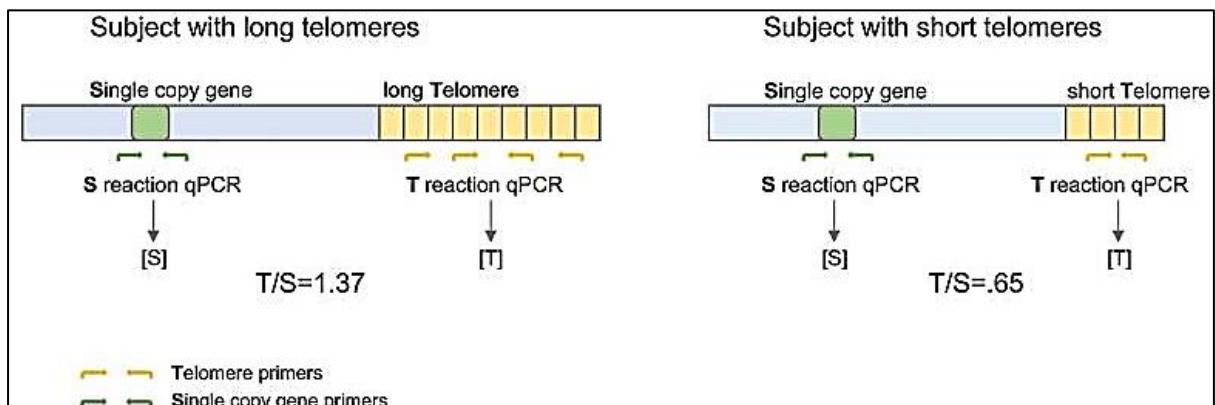 Subject with long telomeres
Single copy gene
long Telomere
S reaction qPCR
T reaction qPCR
[S]
[T]
T/S=1.37
Subject with short telomeres
Single copy gene
short Telomere
S reaction qPCR
T reaction qPCR
[S]
[T]
T/S=.65
Telomere primers
Single copy gene primers